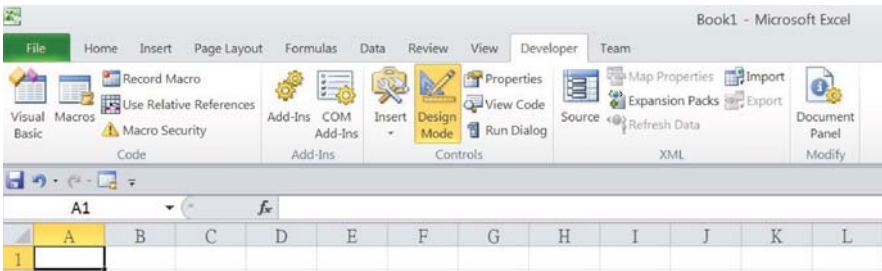 Book1 - Microsoft Excel
File Home Insert Page Layout Formulas Data Review View Developer Team
Visual Basic
Macros
Record Macro
Use Relative References
Macro Security
Code
Add-Ins
COM Add-Ins
Add-Ins
Insert
Design Mode
Properties
View Code
Run Dialog
Controls
Source
Map Properties
Expansion Packs
Refresh Data
Import
Export
XML
Document Panel
Modify
A1 fx
A B C D E F G H I J K L
1